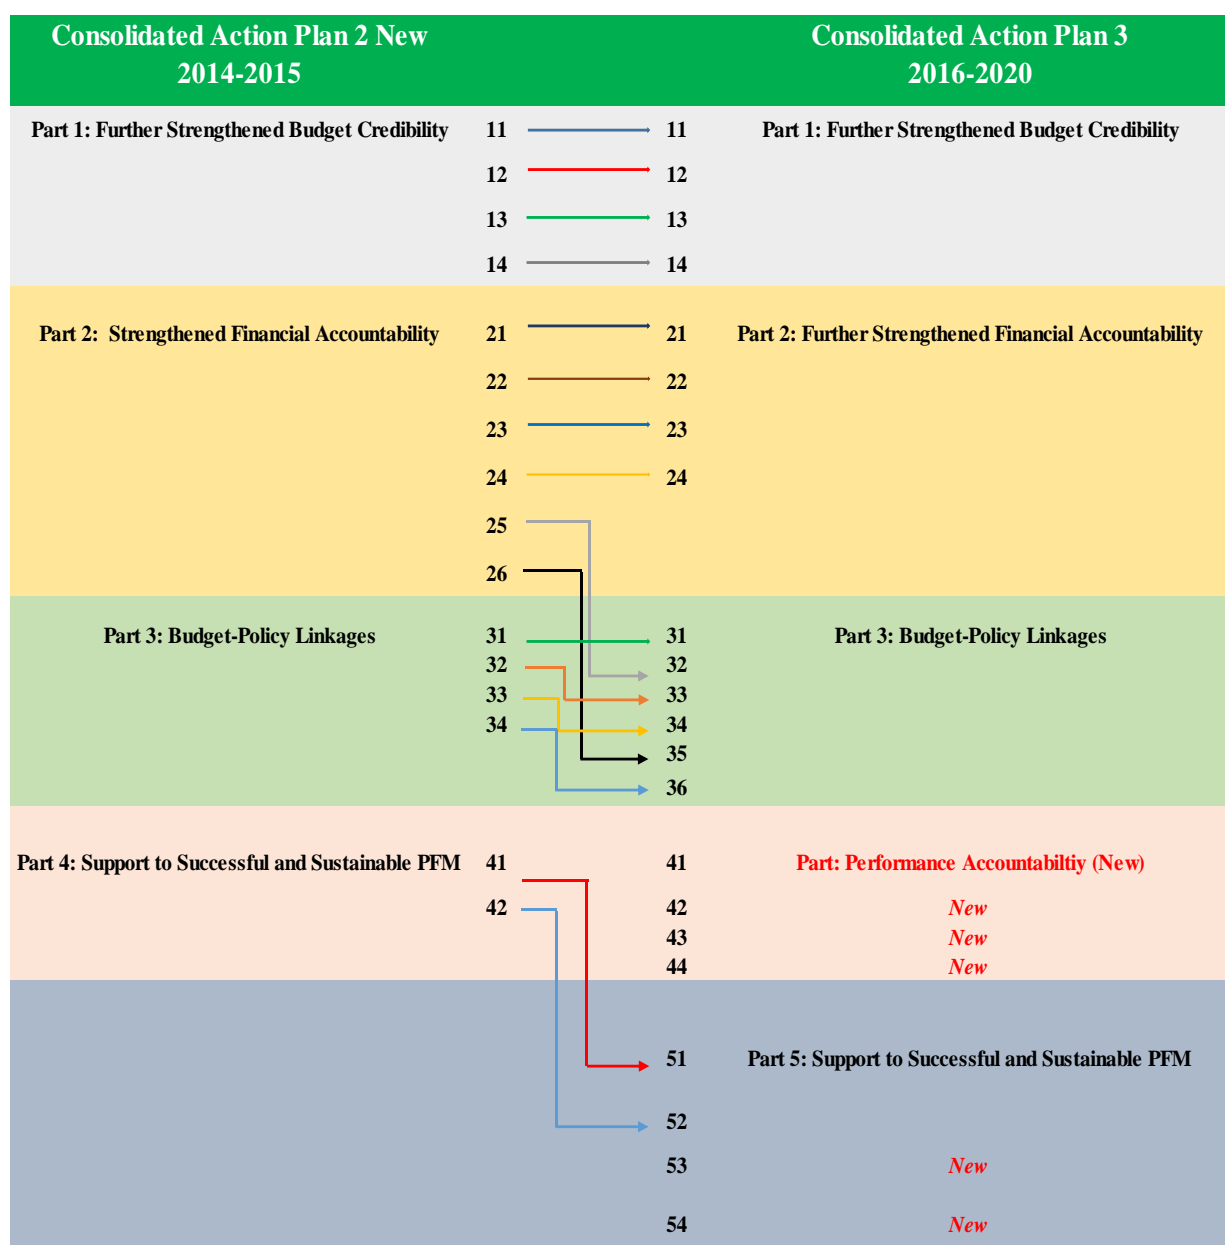 Consolidated Action Plan 2 New
2014-2015
Consolidated Action Plan 3
2016-2020
Part 1: Further Strengthened Budget Credibility 11 11 Part 1: Further Strengthened Budget Credibility
12 12
13 13
14 14
Part 2: Strengthened Financial Accountability 21 21 Part 2: Further Strengthened Financial Accountability
22 22
23 23
24 24
25
26
Part 3: Budget-Policy Linkages 31 31 Part 3: Budget-Policy Linkages
32 32
33 33
34 34
35
36
Part 4: Support to Successful and Sustainable PFM 41 41 Part: Performance Accountabiltiy (New)
42 42 New
43 New
44 New
51 Part 5: Support to Successful and Sustainable PFM
52
53 New
54 New